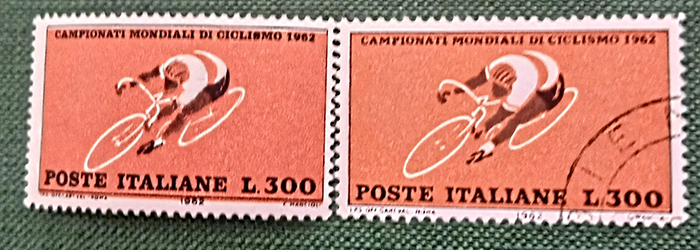 CAMPIONATI MONDIALI DI CICLISMO 1962
POSTE ITALIANE L.300
1962
CAMPIONATI MONDIALI DI CICLISMO 1962
POSTE ITALIANE L.300
1962